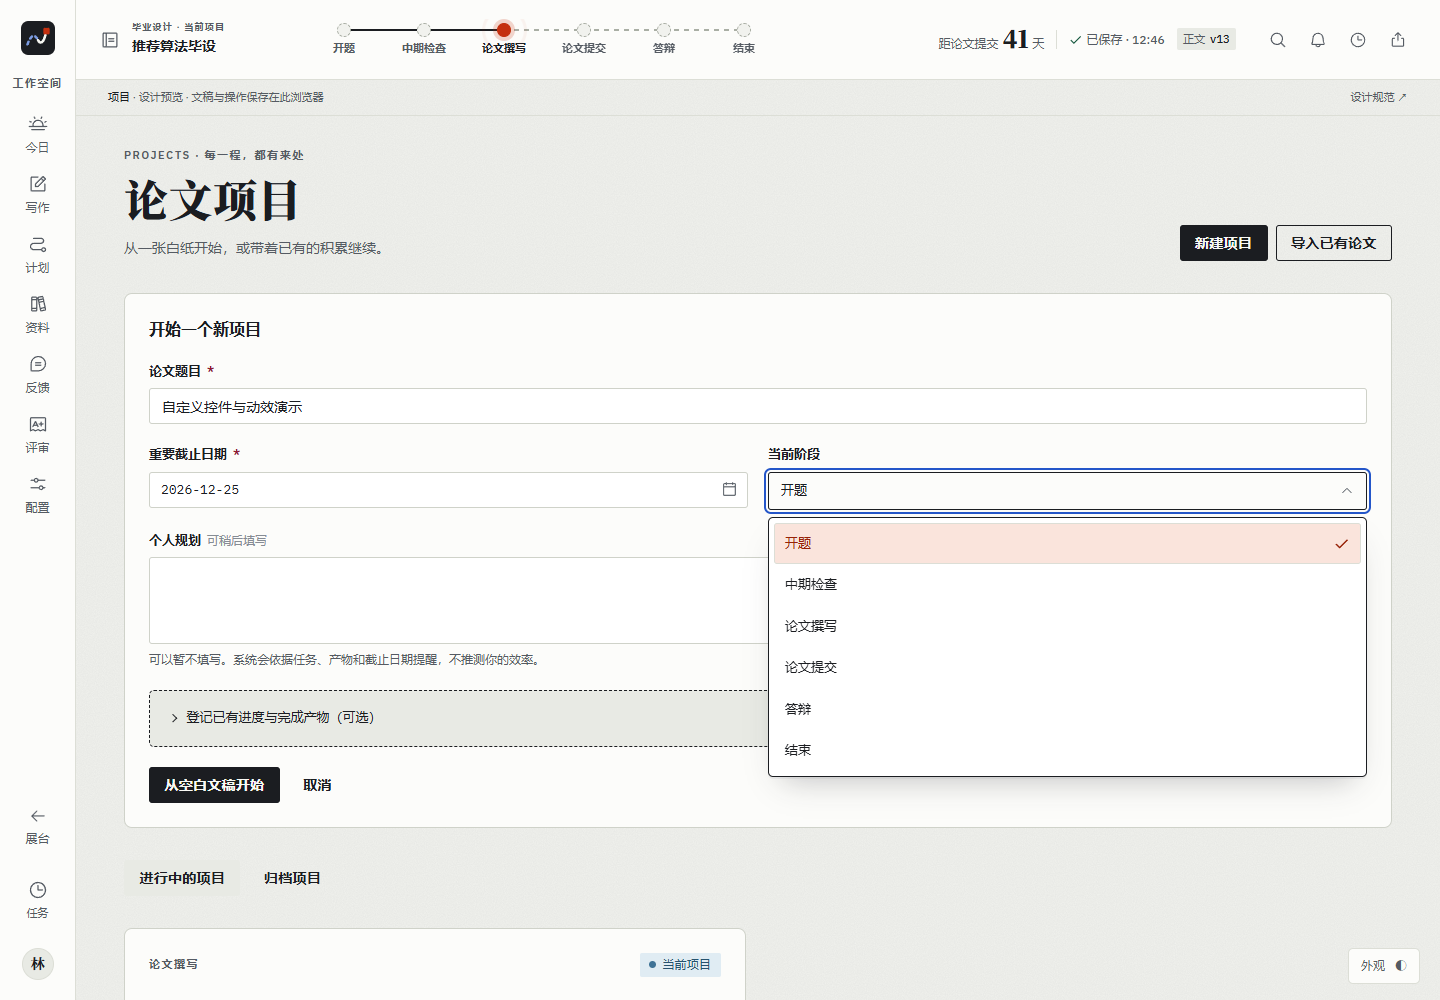 毕业设计 · 当前项目
推荐算法毕设
开题
中期检查
论文撰写
论文提交
答辩
结束
距论文提交 41 天
已保存 · 12:46
正文 v13
工作空间
今日
写作
计划
资料
反馈
评审
配置
展台
任务
林
项目 · 设计预览 · 文稿与操作保存在此浏览器
设计规范 ↗
PROJECTS · 每一程，都有来处
论文项目
从一张白纸开始，或带着已有的积累继续。
新建项目
导入已有论文
开始一个新项目
论文题目 *
自定义控件与动效演示
重要截止日期 *
2026-12-25
当前阶段
开题
开题
中期检查
论文撰写
论文提交
答辩
结束
个人规划 可稍后填写
可以暂不填写。系统会依据任务、产物和截止日期提醒，不推测你的效率。
登记已有进度与完成产物（可选）
从空白文稿开始
取消
进行中的项目
归档项目
论文撰写
当前项目
外观